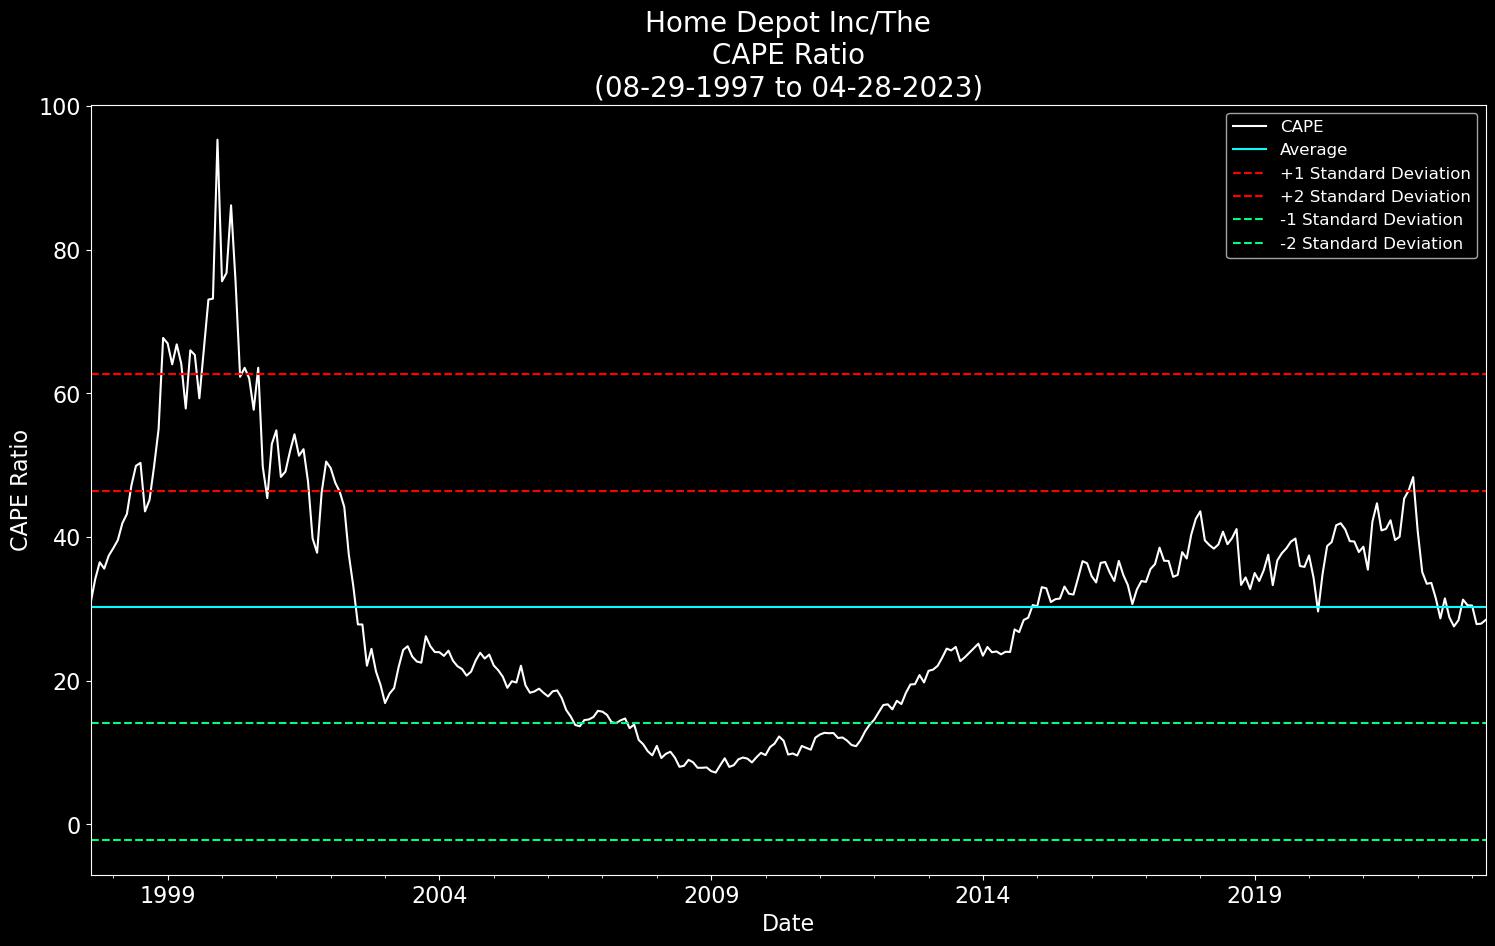 Home Depot Inc/The
CAPE Ratio
(08-29-1997 to 04-28-2023)
100
80
60
40
20
0
CAPE Ratio
CAPE
Average
+1 Standard Deviation
+2 Standard Deviation
-1 Standard Deviation
-2 Standard Deviation
1999
2004
2009
2014
2019
Date